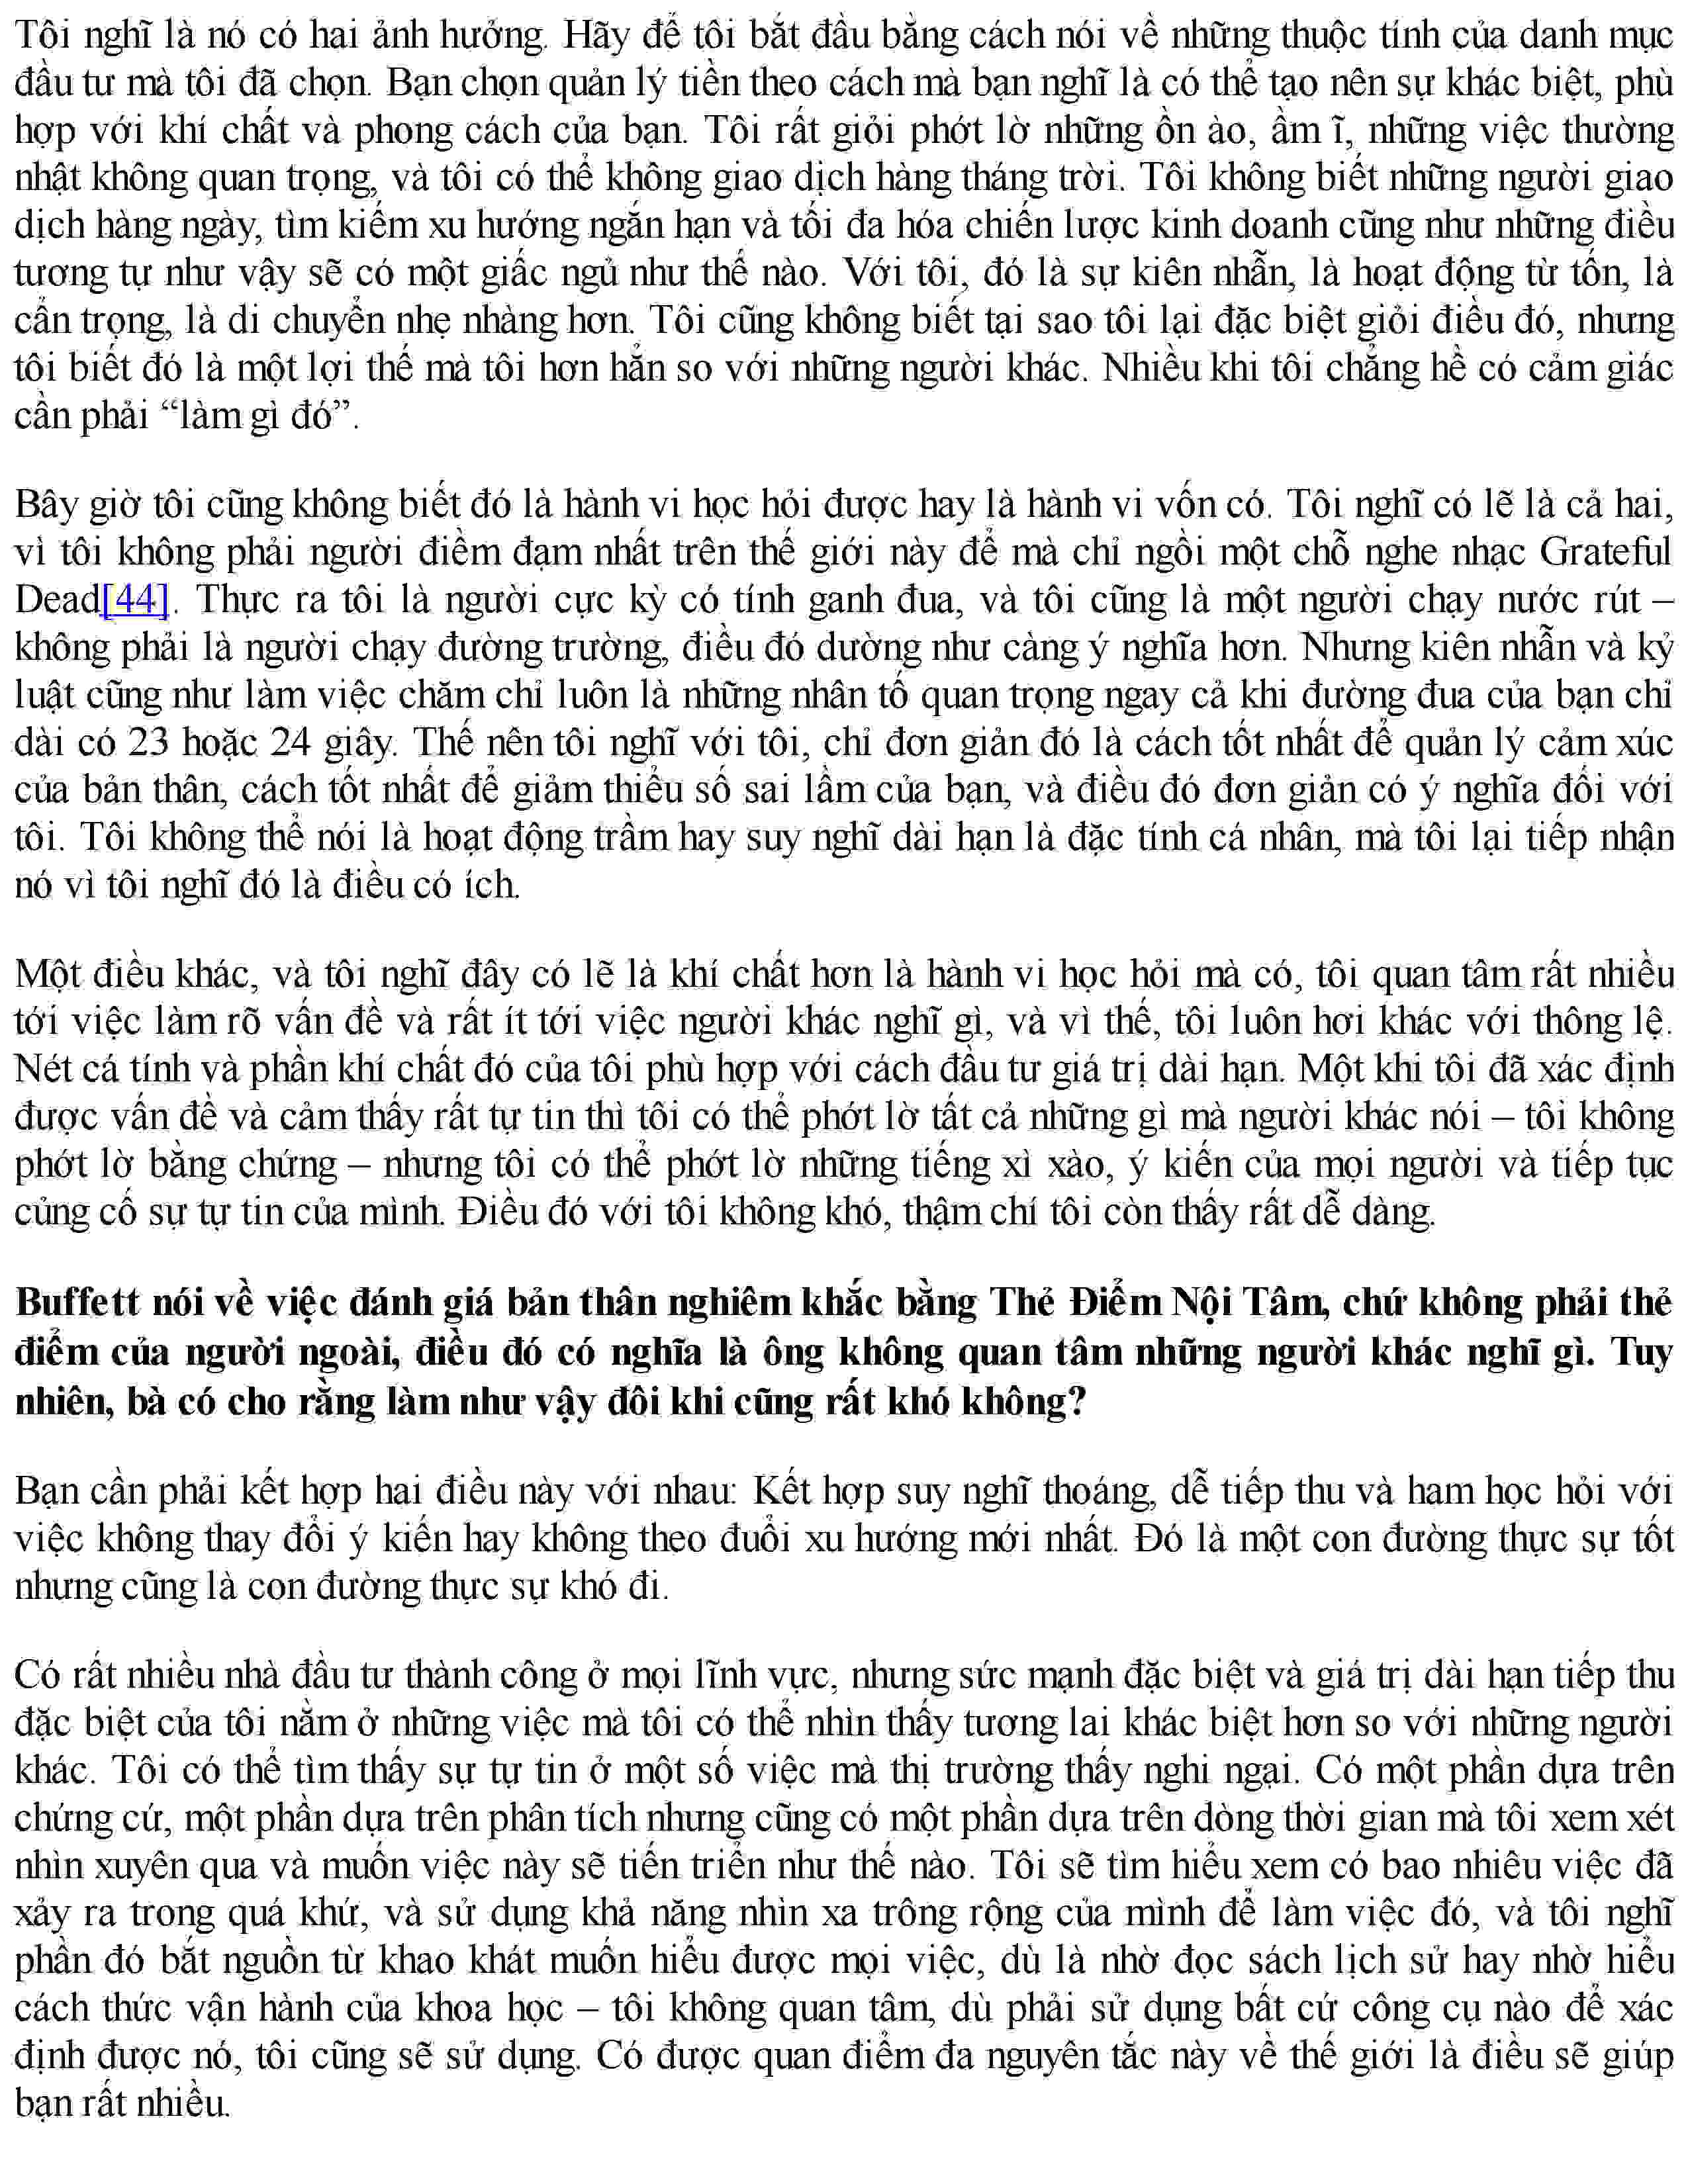 Tôi nghĩ là nó có hai ảnh hưởng. Hãy để tôi bắt đầu bằng cách nói về những thuộc tính của danh mục
đầu tư mà tôi đã chọn. Bạn chọn quản lý tiền theo cách mà bạn nghĩ là có thể tạo nên sự khác biệt, phù
hợp với khí chất và phong cách của bạn. Tôi rất giỏi phớt lờ những ồn ào, ầm ĩ, những việc thường
nhật không quan trọng, và tôi có thể không giao dịch hàng tháng trời. Tôi không biết những người giao
dịch hàng ngày, tìm kiếm xu hướng ngắn hạn và tối đa hóa chiến lược kinh doanh cũng như những điều
tương tự như vậy sẽ có một giấc ngủ như thế nào. Với tôi, đó là sự kiên nhẫn, là hoạt động từ tốn, là
cẩn trọng, là di chuyển nhẹ nhàng hơn. Tôi cũng không biết tại sao tôi lại đặc biệt giỏi điều đó, nhưng
tôi biết đó là một lợi thế mà tôi hơn hẳn so với những người khác. Nhiều khi tôi chẳng hề có cảm giác
cần phải “làm gì đó”.
Bây giờ tôi cũng không biết đó là hành vi học hỏi được hay là hành vi vốn có. Tôi nghĩ có lẽ là cả hai,
vì tôi không phải người điềm đạm nhất trên thế giới này để mà chỉ ngồi một chỗ nghe nhạc Grateful
Dead[44]. Thực ra tôi là người cực kỳ có tính ganh đua, và tôi cũng là một người chạy nước rút –
không phải là người chạy đường trường, điều đó dường như càng ý nghĩa hơn. Nhưng kiên nhẫn và kỷ
luật cũng như làm việc chăm chỉ luôn là những nhân tố quan trọng ngay cả khi đường đua của bạn chỉ
dài có 23 hoặc 24 giây. Thế nên tôi nghĩ với tôi, chỉ đơn giản đó là cách tốt nhất để quản lý cảm xúc
của bản thân, cách tốt nhất để giảm thiểu số sai lầm của bạn, và điều đó đơn giản có ý nghĩa đối với
tôi. Tôi không thể nói là hoạt động trầm hay suy nghĩ dài hạn là đặc tính cá nhân, mà tôi lại tiếp nhận
nó vì tôi nghĩ đó là điều có ích.
Một điều khác, và tôi nghĩ đây có lẽ là khí chất hơn là hành vi học hỏi mà có, tôi quan tâm rất nhiều
tới việc làm rõ vấn đề và rất ít tới việc người khác nghĩ gì, và vì thế, tôi luôn hơi khác với thông lệ.
Nét cá tính và phần khí chất đó của tôi phù hợp với cách đầu tư giá trị dài hạn. Một khi tôi đã xác định
được vấn đề và cảm thấy rất tự tin thì tôi có thể phớt lờ tất cả những gì mà người khác nói – tôi không
phớt lờ bằng chứng – nhưng tôi có thể phớt lờ những tiếng xì xào, ý kiến của mọi người và tiếp tục
củng cố sự tự tin của mình. Điều đó với tôi không khó, thậm chí tôi còn thấy rất dễ dàng.
Buffett nói về việc đánh giá bản thân nghiêm khắc bằng Thẻ Điểm Nội Tâm, chứ không phải thẻ
điểm của người ngoài, điều đó có nghĩa là ông không quan tâm những người khác nghĩ gì. Tuy
nhiên, bà có cho rằng làm như vậy đôi khi cũng rất khó không?
Bạn cần phải kết hợp hai điều này với nhau: Kết hợp suy nghĩ thoáng, dễ tiếp thu và ham học hỏi với
việc không thay đổi ý kiến hay không theo đuổi xu hướng mới nhất. Đó là một con đường thực sự tốt
nhưng cũng là con đường thực sự khó đi.
Có rất nhiều nhà đầu tư thành công ở mọi lĩnh vực, nhưng sức mạnh đặc biệt và giá trị dài hạn tiếp thu
đặc biệt của tôi nằm ở những việc mà tôi có thể nhìn thấy tương lai khác biệt hơn so với những người
khác. Tôi có thể tìm thấy sự tự tin ở một số việc mà thị trường thấy nghi ngại. Có một phần dựa trên
chứng cứ, một phần dựa trên phân tích nhưng cũng có một phần dựa trên dòng thời gian mà tôi xem xét
nhìn xuyên qua và muốn việc này sẽ tiến triển như thế nào. Tôi sẽ tìm hiểu xem có bao nhiêu việc đã
xảy ra trong quá khứ, và sử dụng khả năng nhìn xa trông rộng của mình để làm việc đó, và tôi nghĩ
phần đó bắt nguồn từ khao khát muốn hiểu được mọi việc, dù là nhờ đọc sách lịch sử hay nhờ hiểu
cách thức vận hành của khoa học – tôi không quan tâm, dù phải sử dụng bất cứ công cụ nào để xác
định được nó, tôi cũng sẽ sử dụng. Có được quan điểm đa nguyên tắc này về thế giới là điều sẽ giúp
bạn rất nhiều.